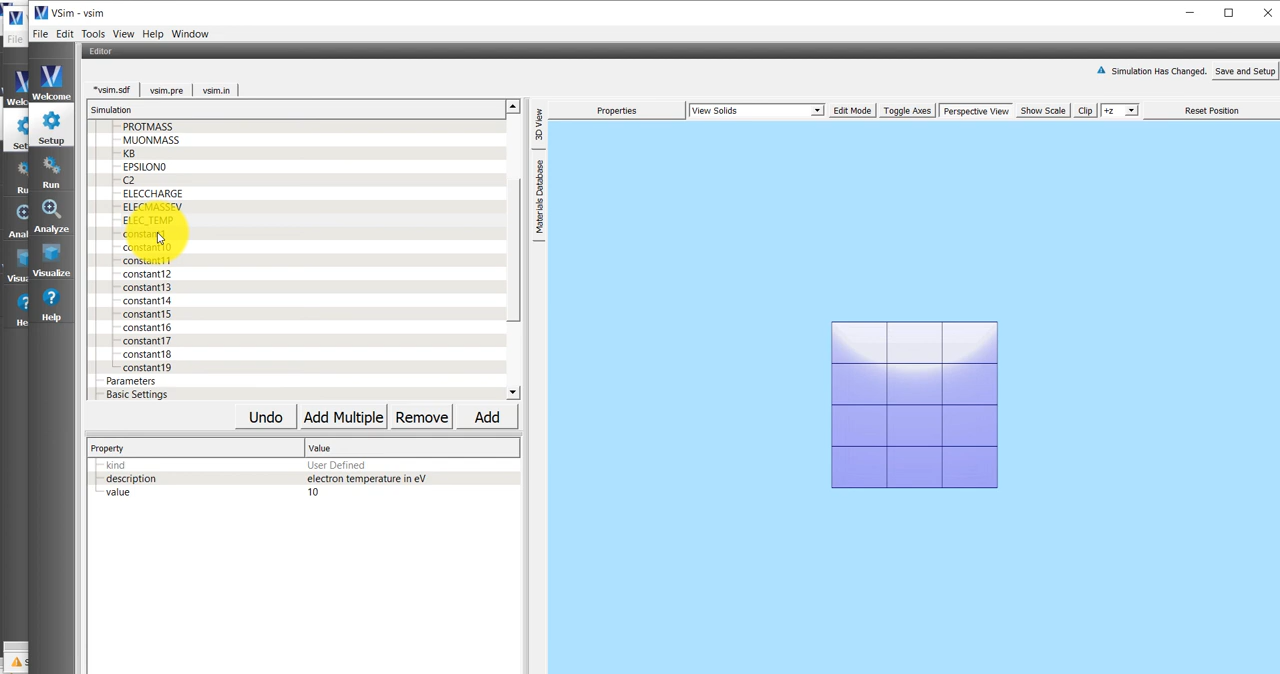 VSim - vsim
File Edit Tools View Help Window
File
Editor
Simulation Has Changed. Save and Setup
*vsim.sdf vsim.pre vsim.in
Welcome
Setup
Run
Analyze
Visualize
Help
Simulation
PROTMASS
MUONMASS
KB
EPSILON0
C2
ELECCHARGE
ELECMASSEV
ELEC_TEMP
constant10
constant11
constant12
constant13
constant14
constant15
constant16
constant17
constant18
constant19
Parameters
Basic Settings
Undo Add Multiple Remove Add
Property Value
kind User Defined
description electron temperature in eV
value 10
3D View
Materials Database
Properties View Solids Edit Mode Toggle Axes Perspective View Show Scale Clip +z Reset Position